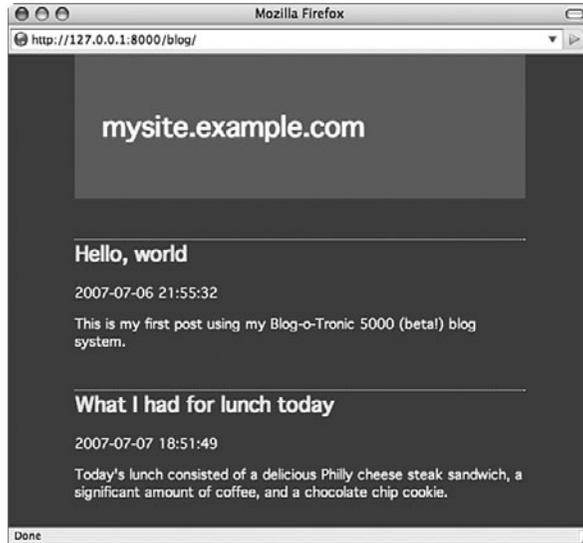 Mozilla Firefox
http://127.0.0.1:8000/blog/
mysite.example.com
Hello, world
2007-07-06 21:55:32
This is my first post using my Blog-o-Tronic 5000 (beta!) blog
system.
What I had for lunch today
2007-07-07 18:51:49
Today's lunch consisted of a delicious Philly cheese steak sandwich, a
significant amount of coffee, and a chocolate chip cookie.
Done